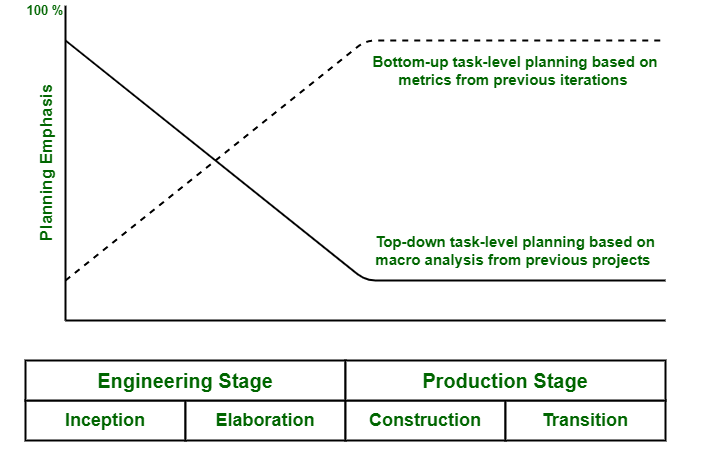 100 %
Planning Emphasis
Bottom-up task-level planning based on
metrics from previous iterations
Top-down task-level planning based on
macro analysis from previous projects
Engineering Stage
Production Stage
Inception
Elaboration
Construction
Transition